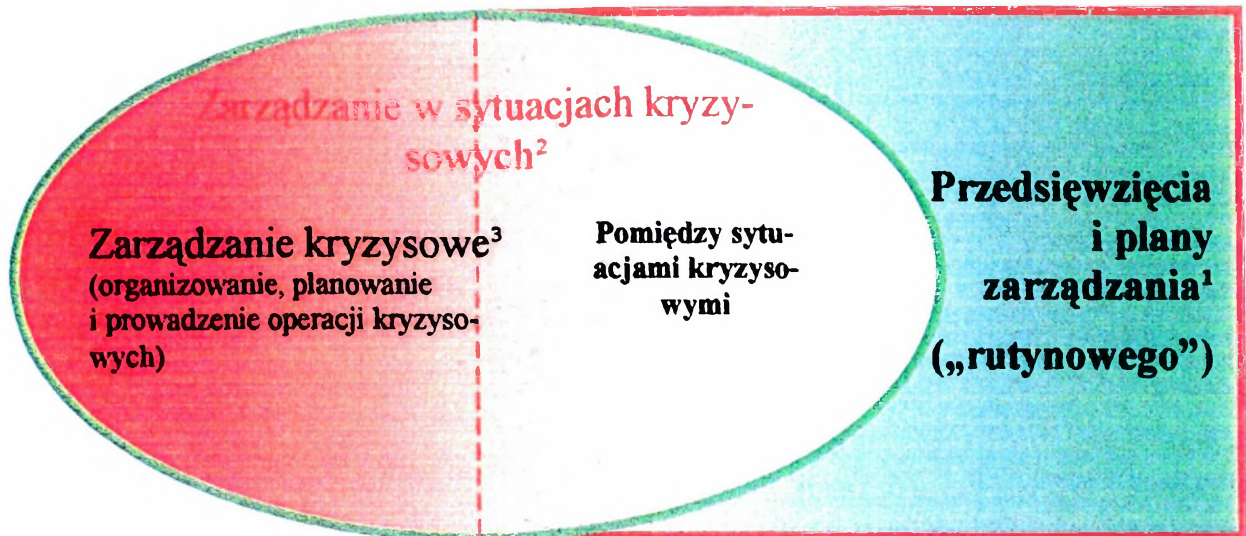 Zarządzanie w sytuacjach kryzy-
sowych²
Zarządzanie kryzysowe³
(organizowanie, planowanie
i prowadzenie operacji kryzyso-
wych)
Pomiędzy sytu-
acjami kryzyso-
wymi
Przedsięwzięcia
i plany
zarządzania¹
(„rutynowego”)